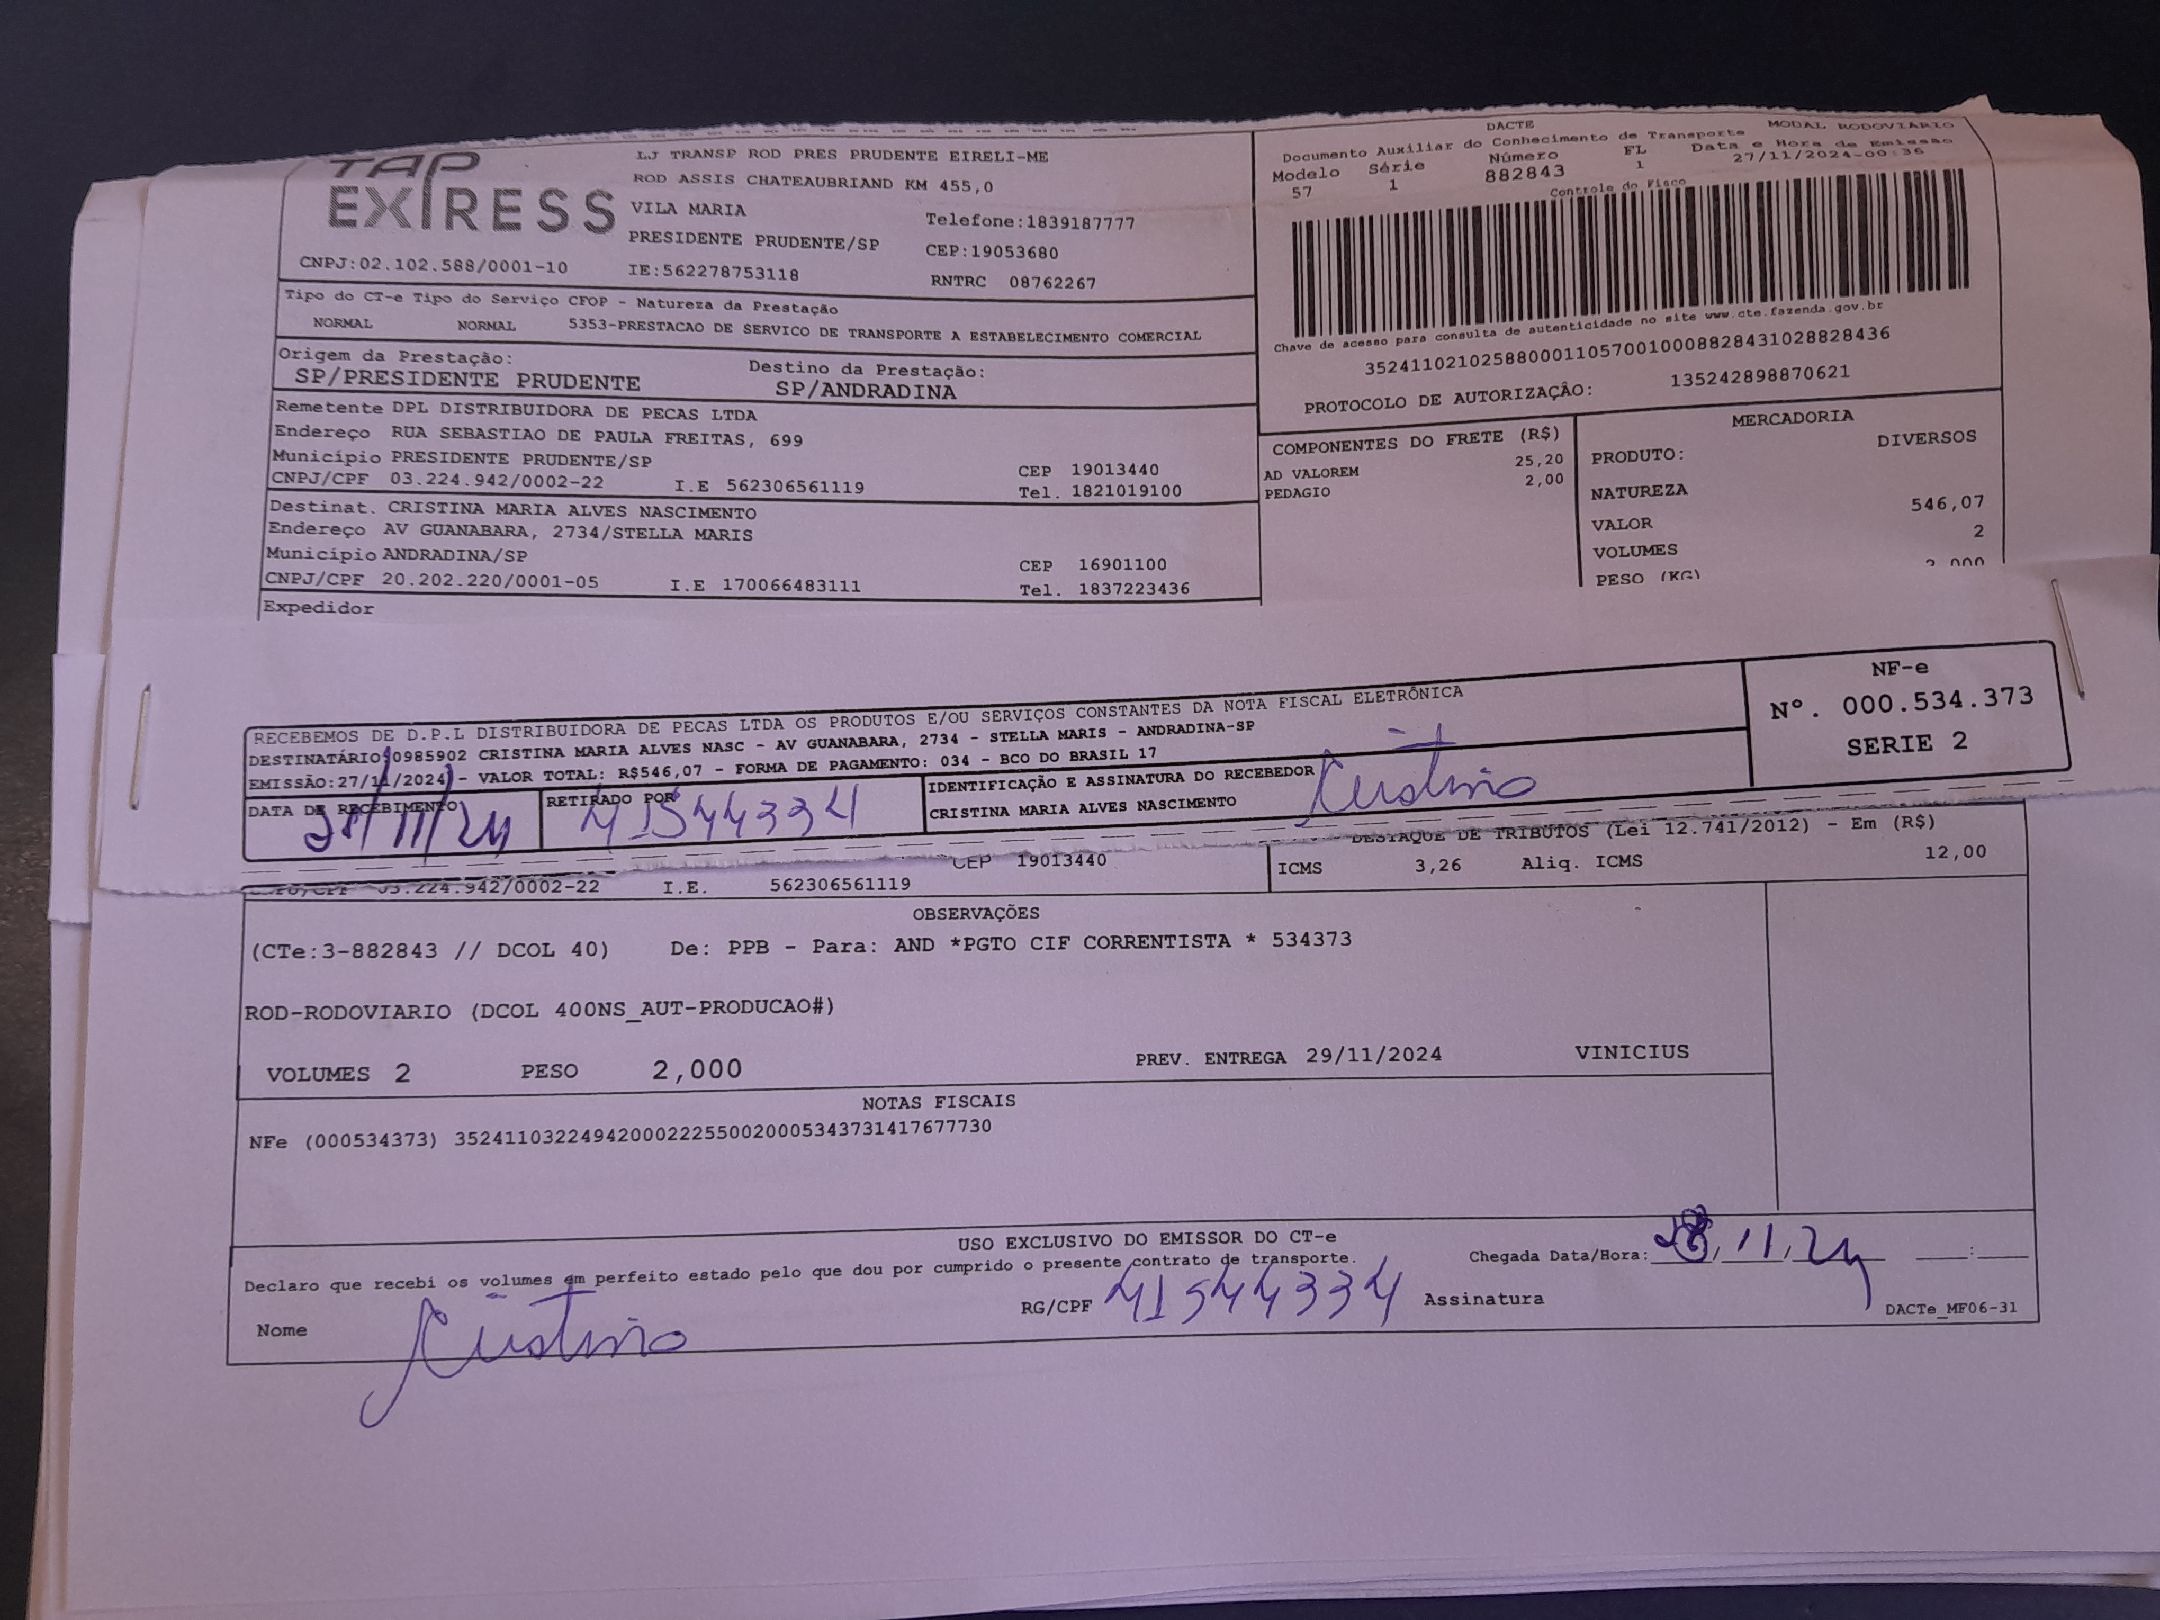 TAP
EXPRESS
LJ TRANSP ROD PRES PRUDENTE EIRELI-ME
ROD ASSIS CHATEAUBRIAND KM 455,0
VILA MARIA Telefone:1839187777
PRESIDENTE PRUDENTE/SP CEP:19053680
CNPJ:02.102.588/0001-10 IE:562278753118 RNTRC 08762267
Tipo do CT-e Tipo do Serviço CFOP - Natureza da Prestação
NORMAL NORMAL 5353-PRESTACAO DE SERVICO DE TRANSPORTE A ESTABELECIMENTO COMERCIAL
Origem da Prestação: Destino da Prestação:
SP/PRESIDENTE PRUDENTE SP/ANDRADINA
Remetente DPL DISTRIBUIDORA DE PECAS LTDA
Endereço RUA SEBASTIAO DE PAULA FREITAS, 699
Município PRESIDENTE PRUDENTE/SP CEP 19013440
CNPJ/CPF 03.224.942/0002-22 I.E 562306561119 Tel. 1821019100
Destinat. CRISTINA MARIA ALVES NASCIMENTO
Endereço AV GUANABARA, 2734/STELLA MARIS
Município ANDRADINA/SP CEP 16901100
CNPJ/CPF 20.202.220/0001-05 I.E 170066483111 Tel. 1837223436
Expedidor
DACTE MODAL RODOVIARIO
Documento Auxiliar do Conhecimento de Transporte
Modelo Série Número FL Data e Hora de Emissão
57 1 882843 1 27/11/2024-00:36
Controle do Fisco
Chave de acesso para consulta de autenticidade no site www.cte.fazenda.gov.br
35241102102588000110570010008828431028828436
PROTOCOLO DE AUTORIZAÇÃO: 135242898870621
COMPONENTES DO FRETE (R$)
AD VALOREM 25,20
PEDAGIO 2,00
MERCADORIA
PRODUTO: DIVERSOS
NATUREZA
VALOR 546,07
VOLUMES 2
PESO (KG) 2,000
RECEBEMOS DE D.P.L DISTRIBUIDORA DE PECAS LTDA OS PRODUTOS E/OU SERVIÇOS CONSTANTES DA NOTA FISCAL ELETRÔNICA
DESTINATÁRIO:0985902 CRISTINA MARIA ALVES NASC - AV GUANABARA, 2734 - STELLA MARIS - ANDRADINA-SP
EMISSÃO:27/11/2024 - VALOR TOTAL: R$546,07 - FORMA DE PAGAMENTO: 034 - BCO DO BRASIL 17
NF-e
Nº. 000.534.373
SERIE 2
DATA DE RECEBIMENTO
28/11/24
RETIRADO POR
41544334
IDENTIFICAÇÃO E ASSINATURA DO RECEBEDOR
CRISTINA MARIA ALVES NASCIMENTO
Cristina
CEP 19013440
CNPJ/CPF 03.224.942/0002-22 I.E. 562306561119
DESTAQUE DE TRIBUTOS (Lei 12.741/2012) - Em (R$)
ICMS 3,26 Aliq. ICMS 12,00
OBSERVAÇÕES
(CTe:3-882843 // DCOL 40) De: PPB - Para: AND *PGTO CIF CORRENTISTA * 534373
ROD-RODOVIARIO (DCOL 400NS_AUT-PRODUCAO#)
VOLUMES 2 PESO 2,000 PREV. ENTREGA 29/11/2024 VINICIUS
NOTAS FISCAIS
NFe (000534373) 35241103224942000222550020005343731417677730
USO EXCLUSIVO DO EMISSOR DO CT-e
Declaro que recebi os volumes em perfeito estado pelo que dou por cumprido o presente contrato de transporte.
Chegada Data/Hora: 28, 11, 24 :
Nome Cristina RG/CPF 41544334 Assinatura
DACTe_MF06-31